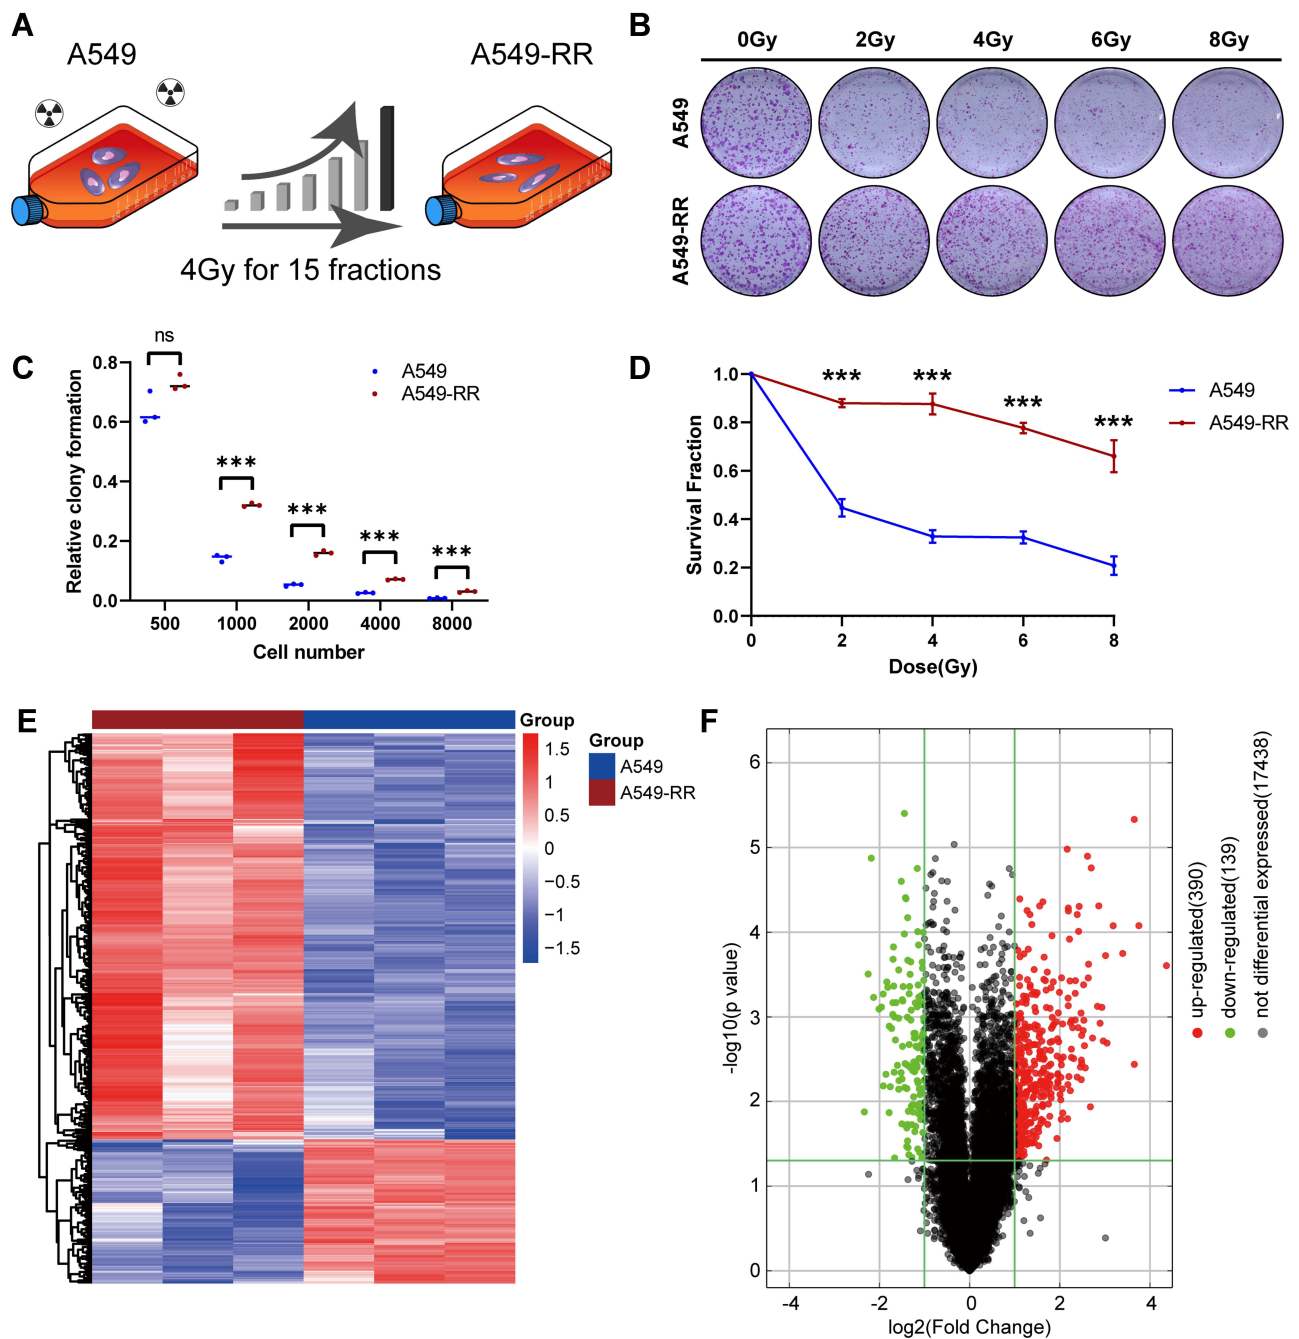 A
A549
A549-RR
4Gy for 15 fractions
B
0Gy 2Gy 4Gy 6Gy 8Gy
A549
A549-RR
C
Relative clony formation
0.8
0.6
0.4
0.2
0.0
ns
***
***
***
***
A549
A549-RR
500 1000 2000 4000 8000
Cell number
D
Survival Fraction
1.0
0.8
0.6
0.4
0.2
0.0
***
***
***
***
A549
A549-RR
0 2 4 6 8
Dose(Gy)
E
Group
1.5
1
0.5
0
−0.5
−1
−1.5
Group
A549
A549-RR
F
-log10(p value)
6
5
4
3
2
1
0
-4 -2 0 2 4
log2(Fold Change)
up-regulated(390)
down-regulated(139)
not differential expressed(17438)